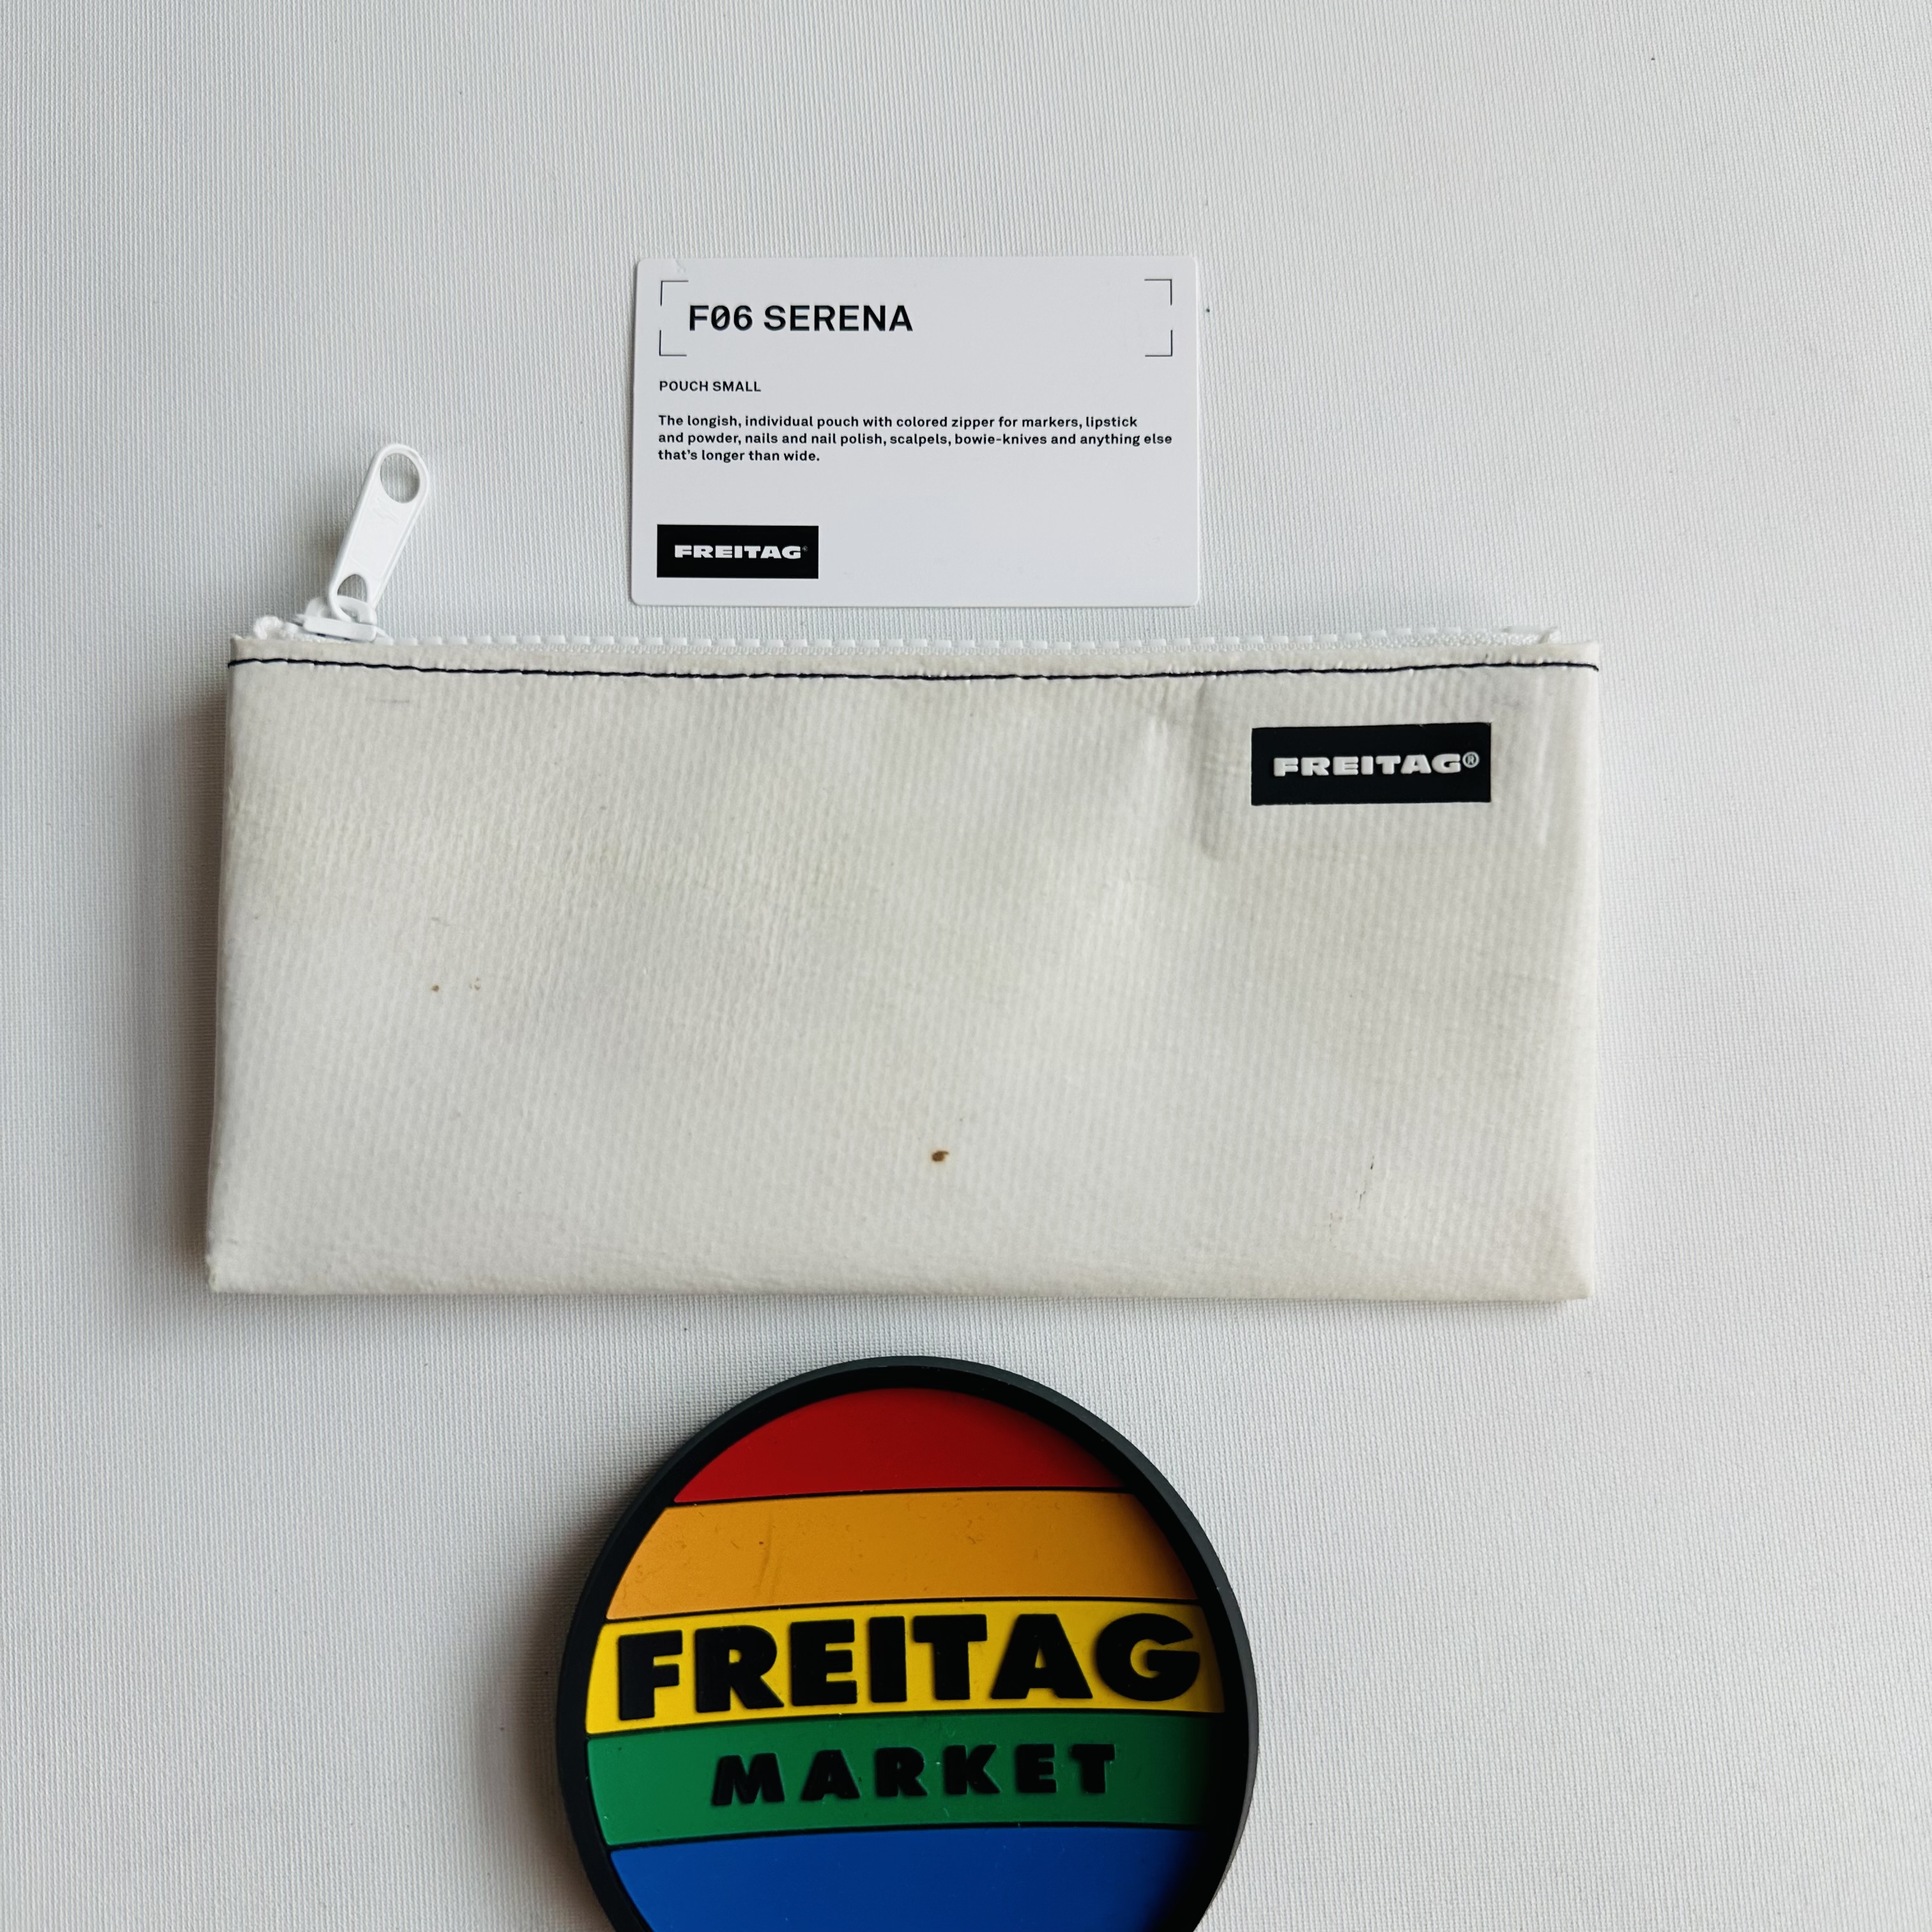 F06 SERENA
POUCH SMALL
The longish, individual pouch with colored zipper for markers, lipstick
and powder, nails and nail polish, scalpels, bowie-knives and anything else
that's longer than wide.
FREITAG®
FREITAG®
FREITAG
MARKET